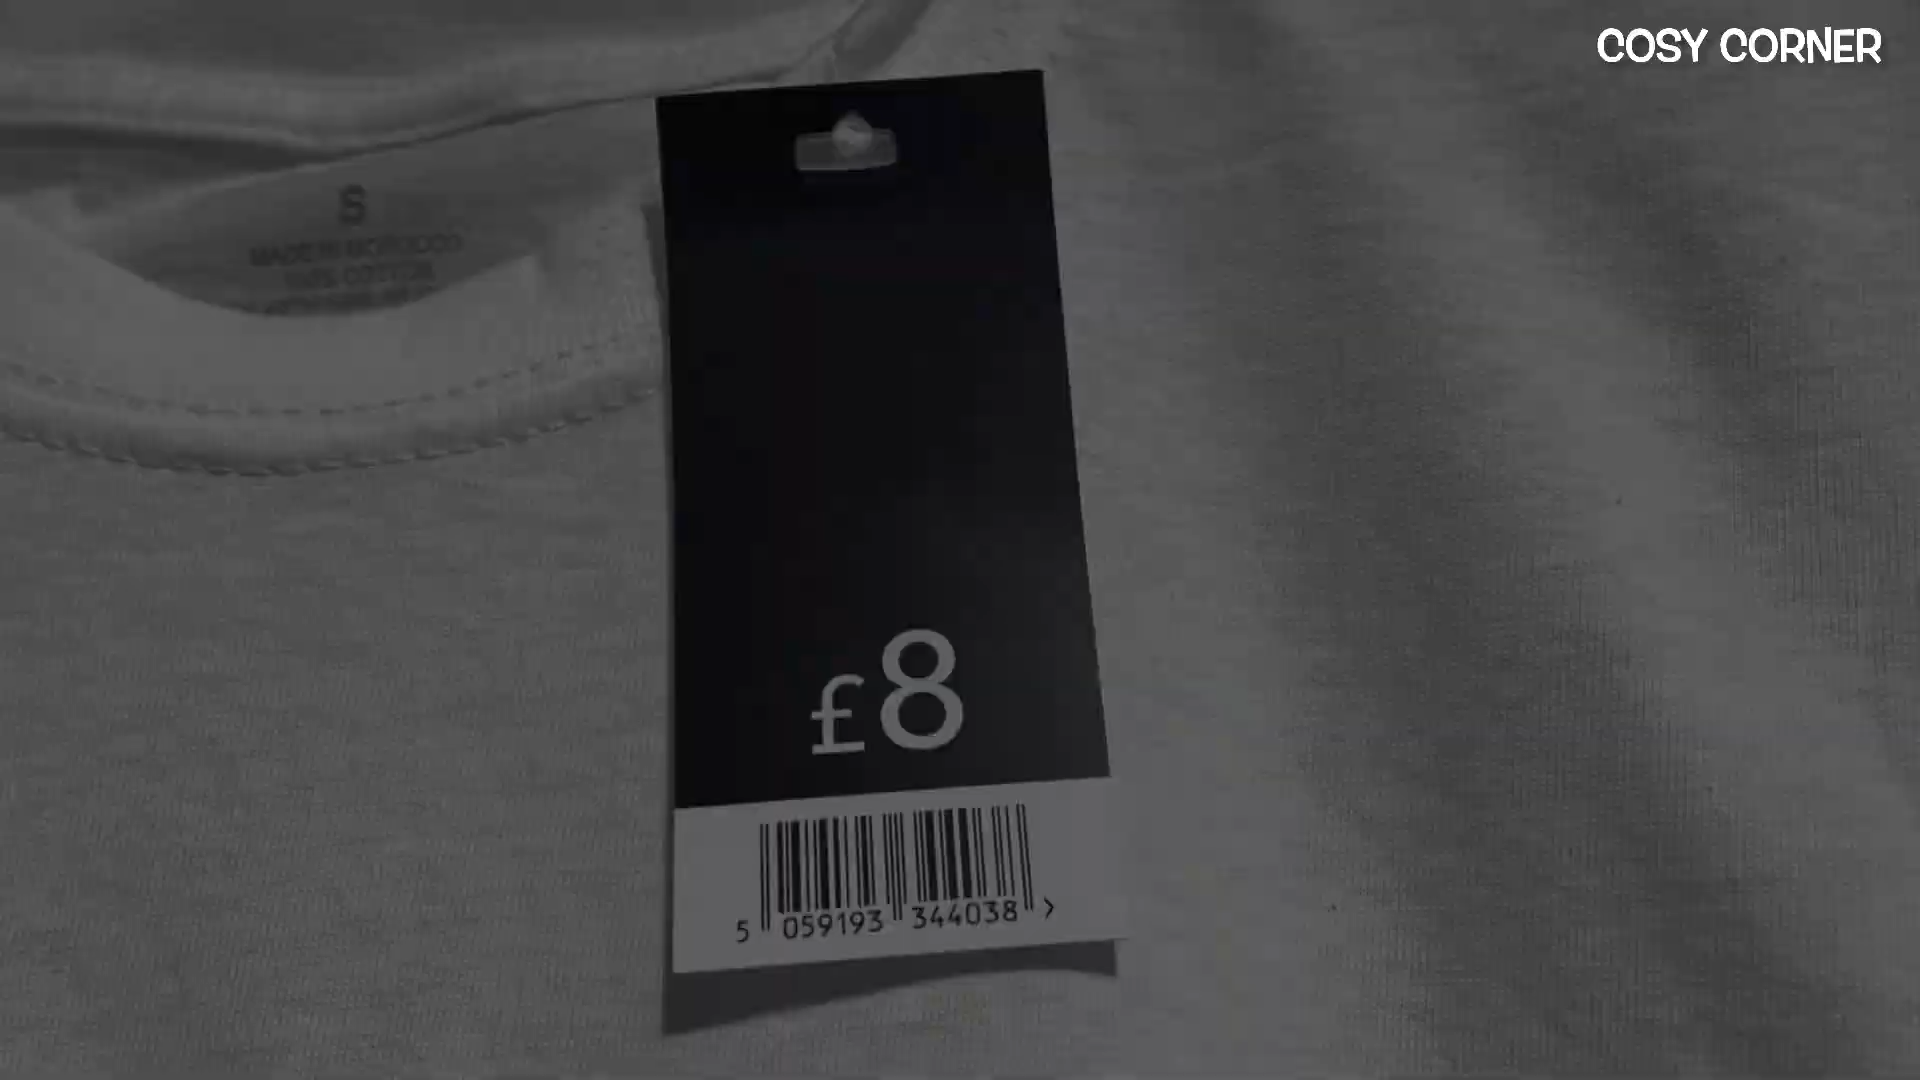 COSY CORNER
S
MADE IN MOROCCO
100% COTTON
£8
5 059193 344038 >